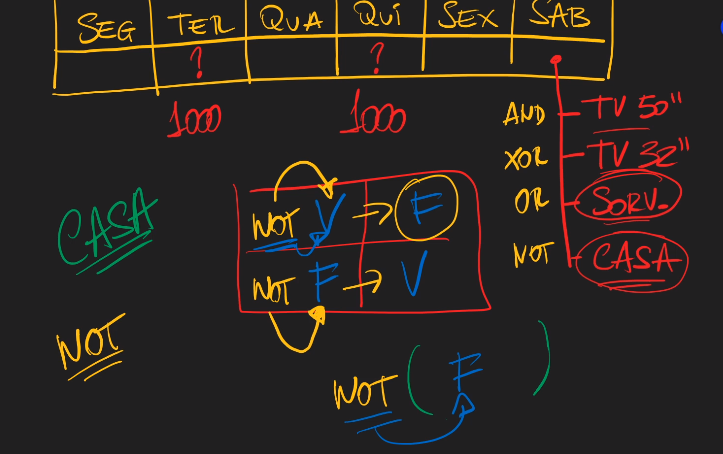 SEG TER QUA QUI SEX SAB
? ?
1000 1000
AND TV 50"
XOR TV 32"
OR SORV.
NOT CASA
CASA
NOT V → F
NOT F → V
NOT
NOT ( F )